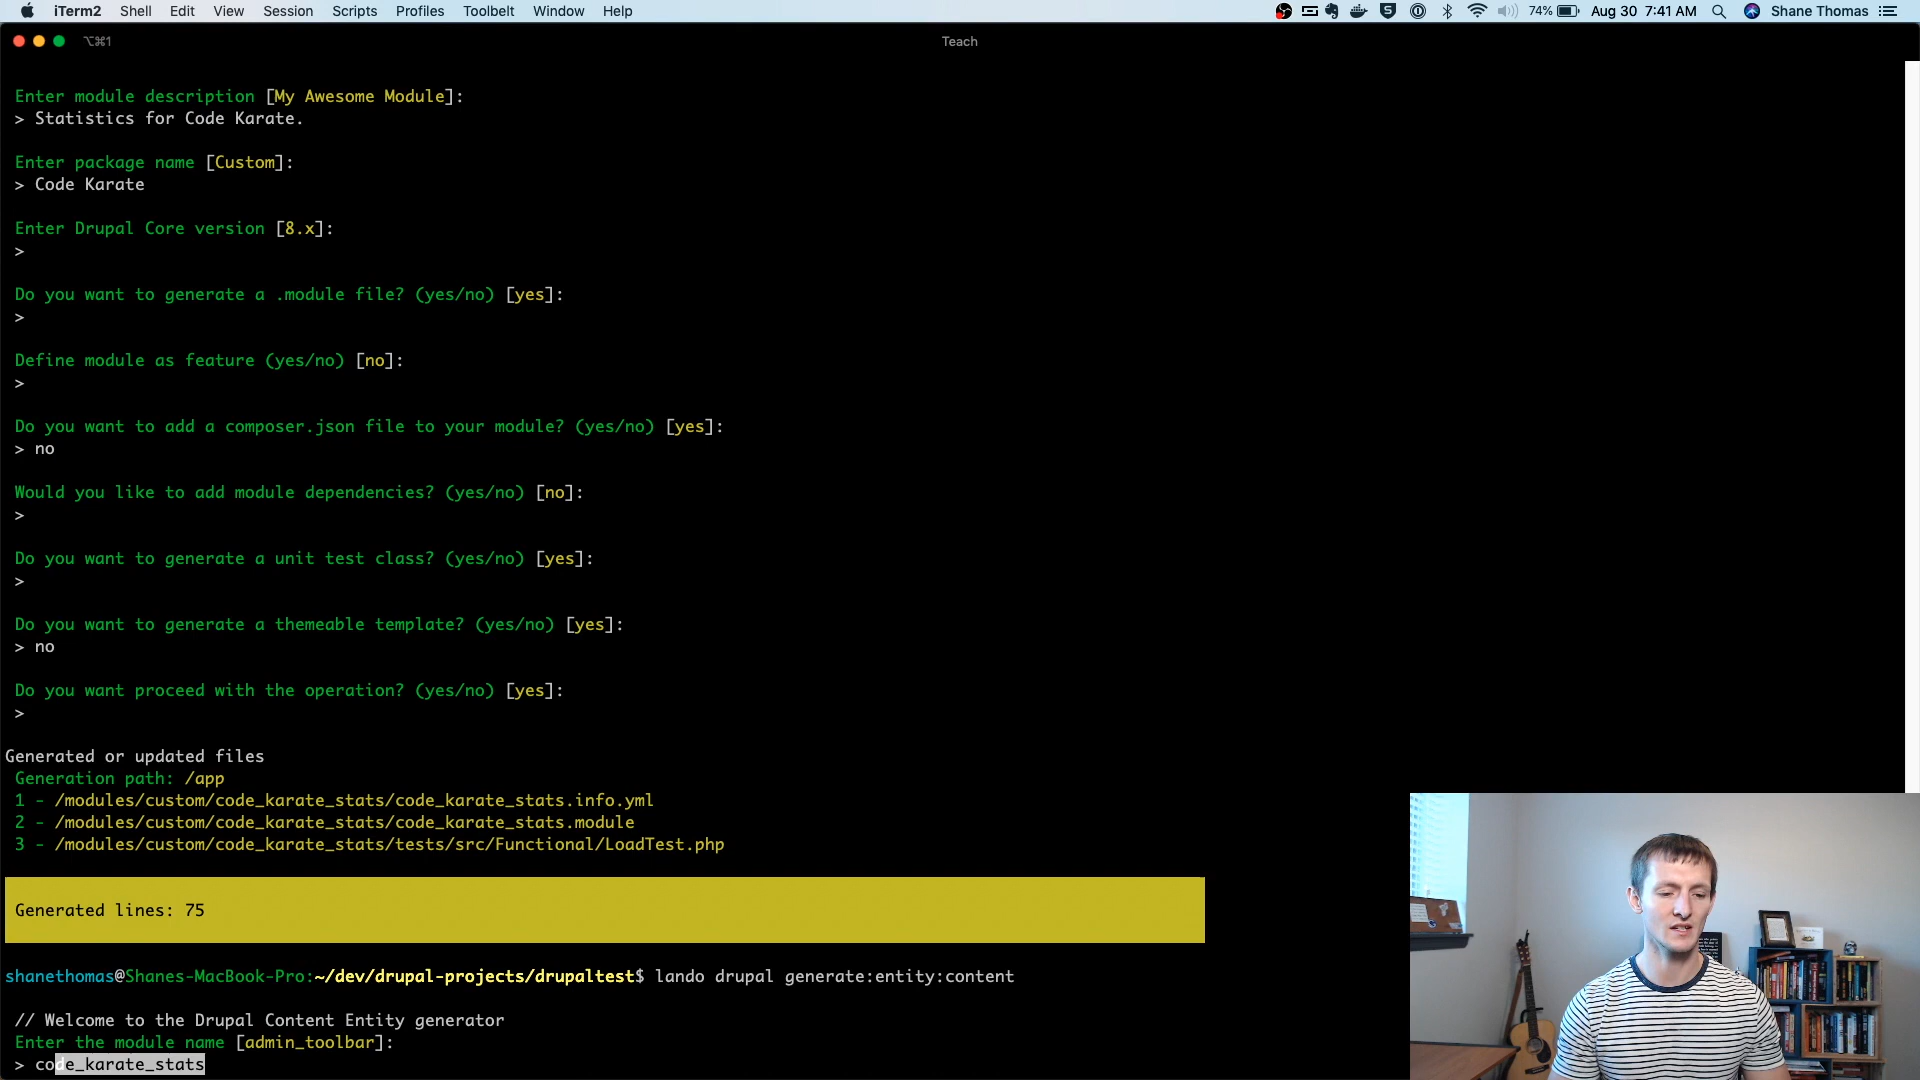 iTerm2 Shell Edit View Session Scripts Profiles Toolbelt Window Help 74% Aug 30 7:41 AM Shane Thomas
⌥⌘1 Teach
Enter module description [My Awesome Module]:
> Statistics for Code Karate.
Enter package name [Custom]:
> Code Karate
Enter Drupal Core version [8.x]:
>
Do you want to generate a .module file? (yes/no) [yes]:
>
Define module as feature (yes/no) [no]:
>
Do you want to add a composer.json file to your module? (yes/no) [yes]:
> no
Would you like to add module dependencies? (yes/no) [no]:
>
Do you want to generate a unit test class? (yes/no) [yes]:
>
Do you want to generate a themeable template? (yes/no) [yes]:
> no
Do you want proceed with the operation? (yes/no) [yes]:
>
Generated or updated files
Generation path: /app
1 - /modules/custom/code_karate_stats/code_karate_stats.info.yml
2 - /modules/custom/code_karate_stats/code_karate_stats.module
3 - /modules/custom/code_karate_stats/tests/src/Functional/LoadTest.php
Generated lines: 75
shanethomas@Shanes-MacBook-Pro:~/dev/drupal-projects/drupaltest$ lando drupal generate:entity:content
// Welcome to the Drupal Content Entity generator
Enter the module name [admin_toolbar]:
> code_karate_stats